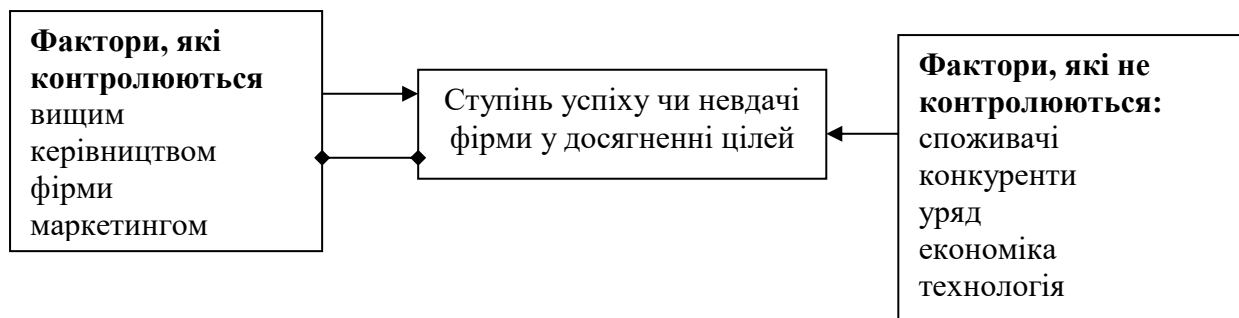 Фактори, які
контролюються
вищим
керівництвом
фірми
маркетингом
Ступінь успіху чи невдачі
фірми у досягненні цілей
Фактори, які не
контролюються:
споживачі
конкуренти
уряд
економіка
технологія